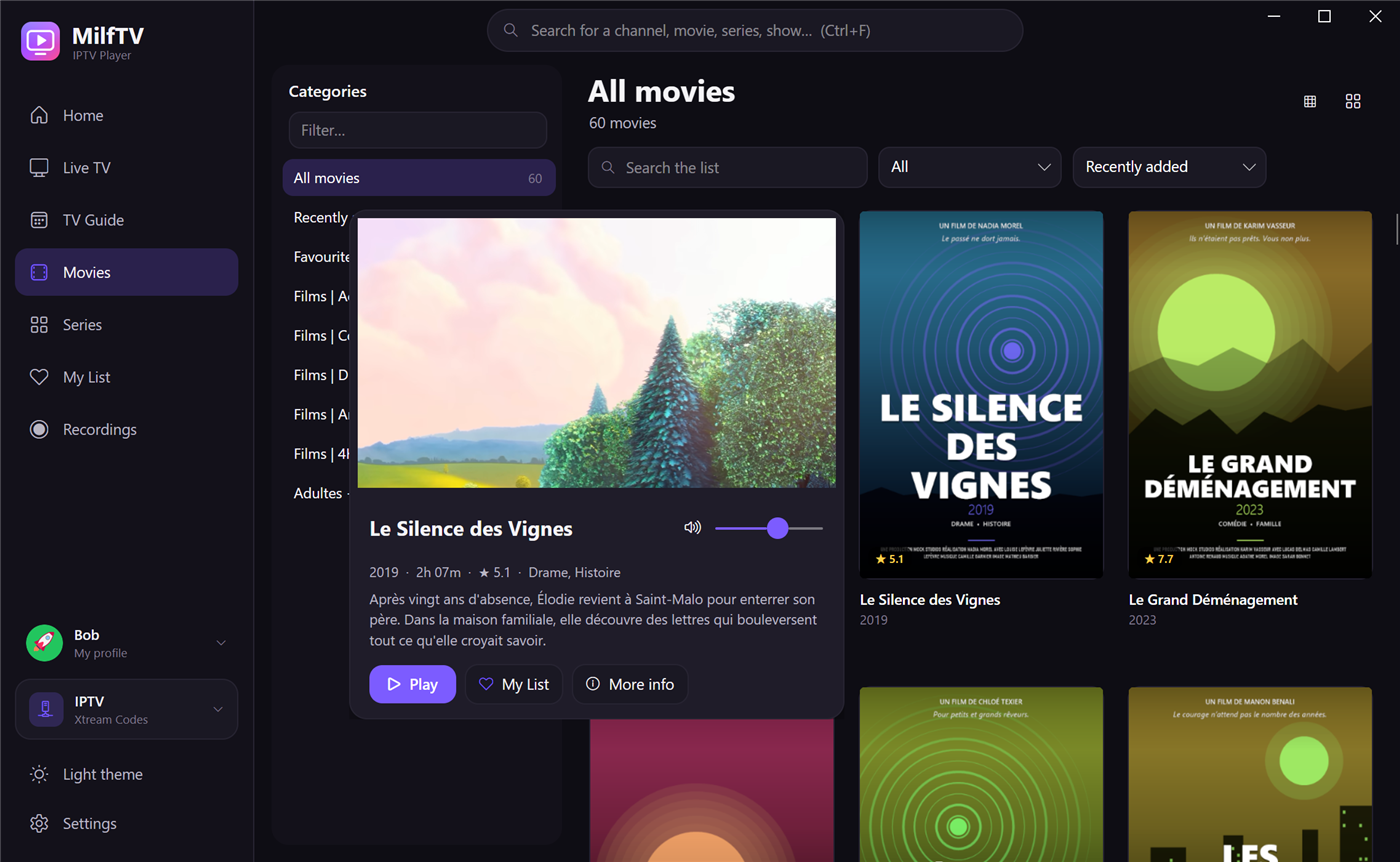 MilfTV
IPTV Player
Search for a channel, movie, series, show... (Ctrl+F)
Home
Live TV
TV Guide
Movies
Series
My List
Recordings
Bob
My profile
IPTV
Xtream Codes
Light theme
Settings
Categories
Filter...
All movies 60
Recently
Favourite
Films | A
Films | C
Films | D
Films | A
Films | 4
Adultes
All movies
60 movies
Search the list
All
Recently added
Le Silence des Vignes
2019 · 2h 07m · ★ 5.1 · Drame, Histoire
Après vingt ans d'absence, Élodie revient à Saint-Malo pour enterrer son
père. Dans la maison familiale, elle découvre des lettres qui bouleversent
tout ce qu'elle croyait savoir.
Play
My List
More info
UN FILM DE NADIA MOREL
Le passé ne dort jamais.
LE SILENCE
DES
VIGNES
2019
DRAME • HISTOIRE
★ 5.1
Le Silence des Vignes
2019
UN FILM DE KARIM VASSEUR
Ils n'étaient pas prêts. Vous non plus.
LE GRAND
DÉMÉNAGEMENT
2023
COMÉDIE • FAMILLE
★ 7.7
Le Grand Déménagement
2023
UN FILM DE CHLOÉ TEXIER
Pour petits et grands rêveurs.
UN FILM DE MANON BENALI
Le courage n'attend pas le nombre des années.
LES